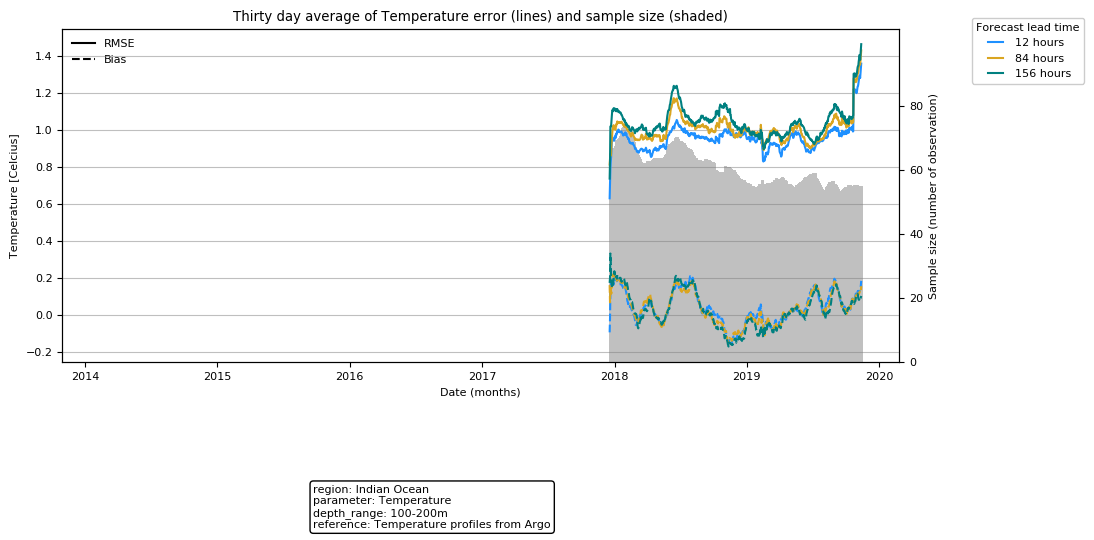 Thirty day average of Temperature error (lines) and sample size (shaded)
Forecast lead time
12 hours
84 hours
156 hours
RMSE
Bias
Temperature [Celcius]
1.4
1.2
1.0
0.8
0.6
0.4
0.2
0.0
−0.2
80
60
40
20
0
Sample size (number of observation)
2014 2015 2016 2017 2018 2019 2020
Date (months)
region: Indian Ocean
parameter: Temperature
depth_range: 100-200m
reference: Temperature profiles from Argo